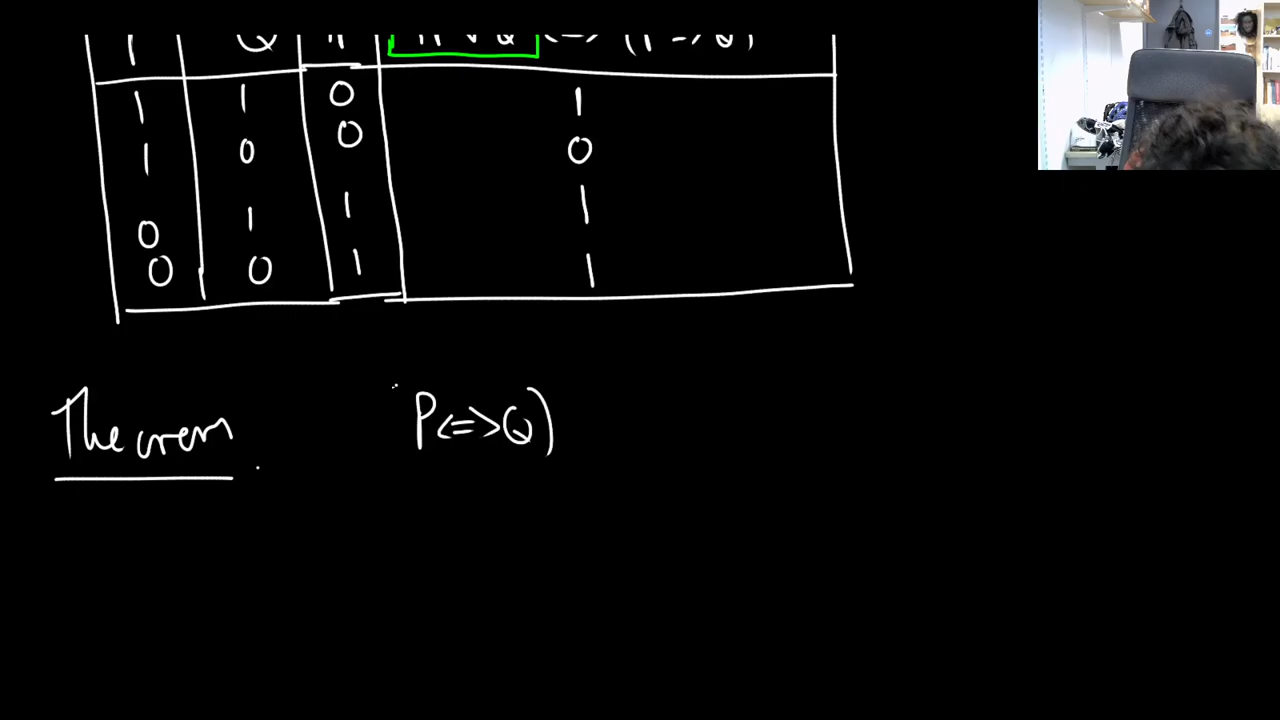 1 1 0 1
1 0 0 0
0 1 1 1
0 0 1 1
Theorem. P<=>Q)